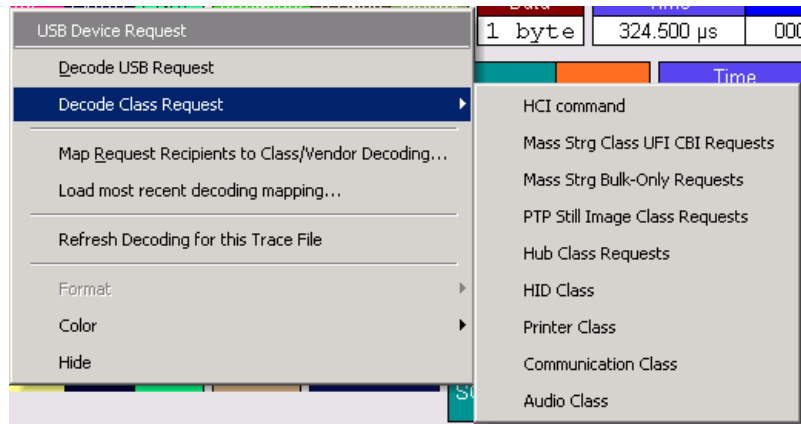 USB Device Request
Decode USB Request
Decode Class Request
Map Request Recipients to Class/Vendor Decoding...
Load most recent decoding mapping...
Refresh Decoding for this Trace File
Format
Color
Hide
1 byte
324.500 µs
Time
HCI command
Mass Strg Class UFI CBI Requests
Mass Strg Bulk-Only Requests
PTP Still Image Class Requests
Hub Class Requests
HID Class
Printer Class
Communication Class
Audio Class